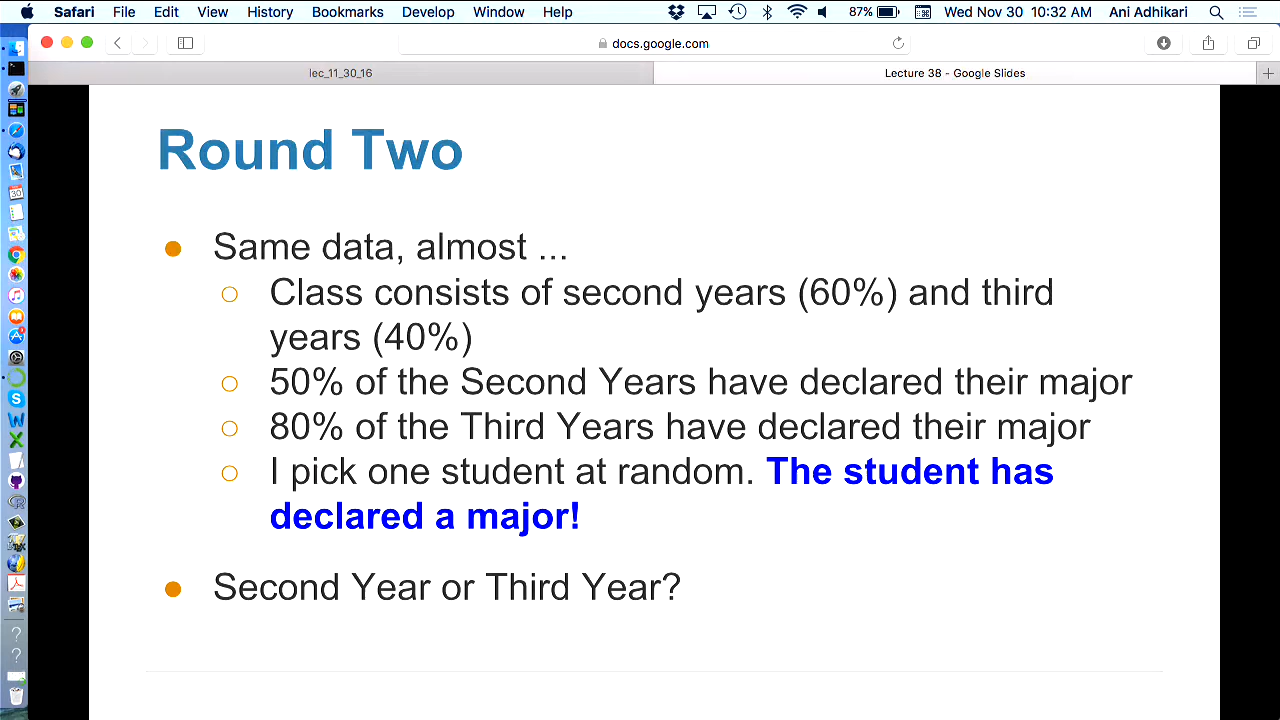 Safari File Edit View History Bookmarks Develop Window Help 87% Wed Nov 30 10:32 AM Ani Adhikari
docs.google.com
lec_11_30_16 Lecture 38 - Google Slides
Round Two
● Same data, almost ...
○ Class consists of second years (60%) and third
years (40%)
○ 50% of the Second Years have declared their major
○ 80% of the Third Years have declared their major
○ I pick one student at random. The student has
declared a major!
● Second Year or Third Year?